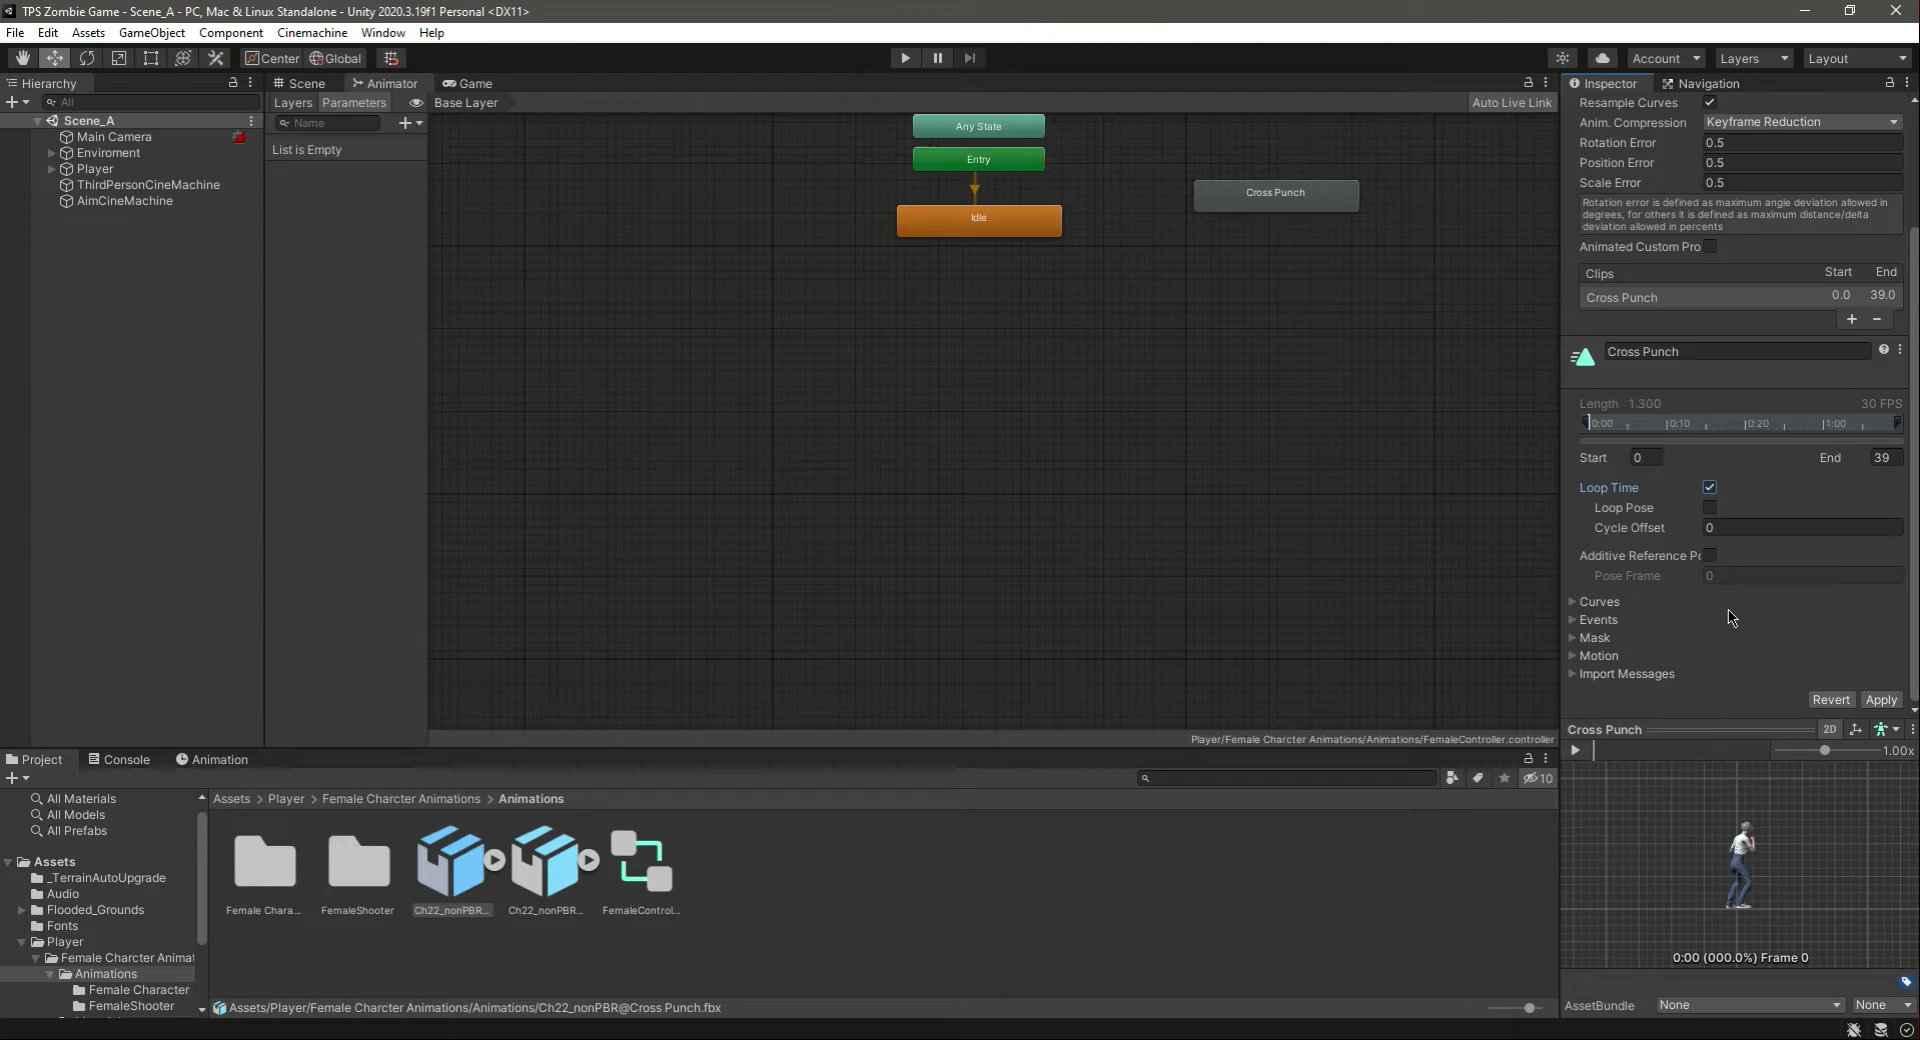 TPS Zombie Game - Scene_A - PC, Mac & Linux Standalone - Unity 2020.3.19f1 Personal <DX11>
File Edit Assets GameObject Component Cinemachine Window Help
Center Global Account Layers Layout
Hierarchy
All
Scene_A
Main Camera
Enviroment
Player
ThirdPersonCineMachine
AimCineMachine
Scene Animator Game
Layers Parameters Base Layer Auto Live Link
Name
List is Empty
Any State
Entry
Idle
Cross Punch
Player/Female Charcter Animations/Animations/FemaleController.controller
Inspector Navigation
Resample Curves
Anim. Compression Keyframe Reduction
Rotation Error 0.5
Position Error 0.5
Scale Error 0.5
Rotation error is defined as maximum angle deviation allowed in
degrees, for others it is defined as maximum distance/delta
deviation allowed in percents
Animated Custom Pro
Clips Start End
Cross Punch 0.0 39.0
+ −
Cross Punch
Length 1.300 30 FPS
0:00 0:10 0:20 1:00
Start 0 End 39
Loop Time
Loop Pose
Cycle Offset 0
Additive Reference Po
Pose Frame 0
Curves
Events
Mask
Motion
Import Messages
Revert Apply
Cross Punch 2D
1.00x
0:00 (000.0%) Frame 0
AssetBundle None None
Project Console Animation
10
All Materials
All Models
All Prefabs
Assets
_TerrainAutoUpgrade
Audio
Flooded_Grounds
Fonts
Player
Female Charcter Animat
Animations
Female Character
FemaleShooter
Assets > Player > Female Charcter Animations > Animations
Female Chara... FemaleShooter Ch22_nonPBR... Ch22_nonPBR... FemaleControl...
Assets/Player/Female Charcter Animations/Animations/Ch22_nonPBR@Cross Punch.fbx